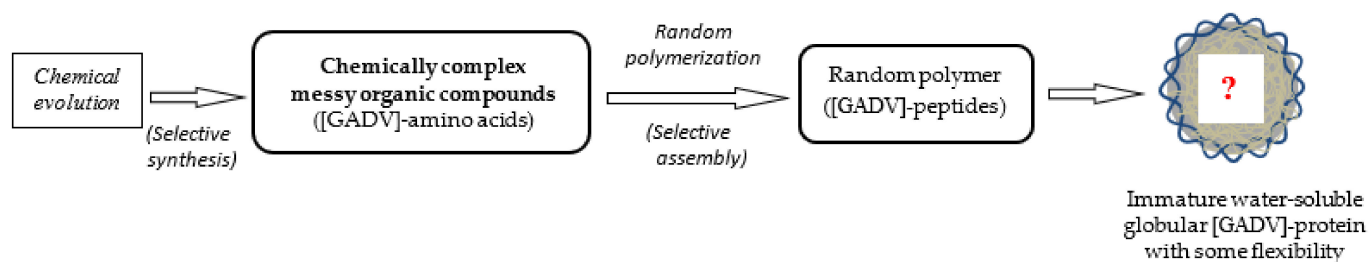 Chemical
evolution
(Selective
synthesis)
Chemically complex
messy organic compounds
([GADV]-amino acids)
Random
polymerization
(Selective
assembly)
Random polymer
([GADV]-peptides)
?
Immature water-soluble
globular [GADV]-protein
with some flexibility